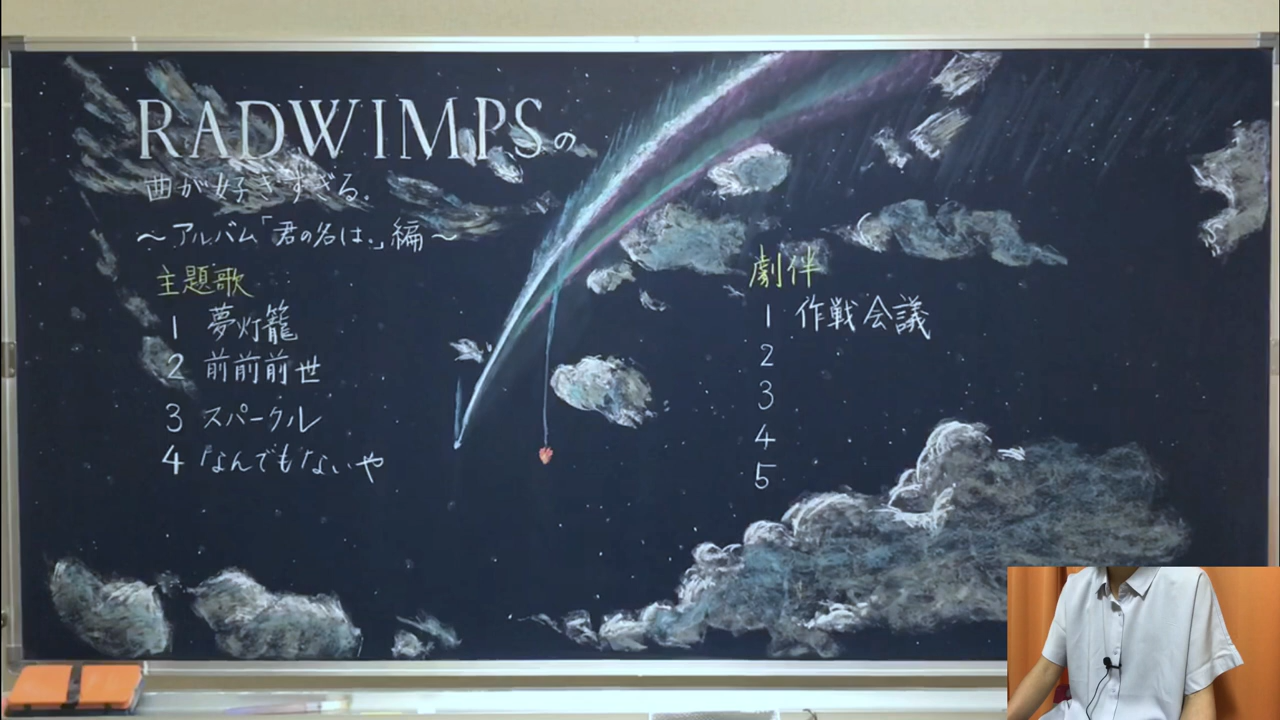 RADWIMPSの
曲が好きすぎる。
～アルバム「君の名は。」編～
主題歌
1 夢灯籠
2 前前前世
3 スパークル
4 なんでもないや
劇伴
1 作戦会議
2
3
4
5